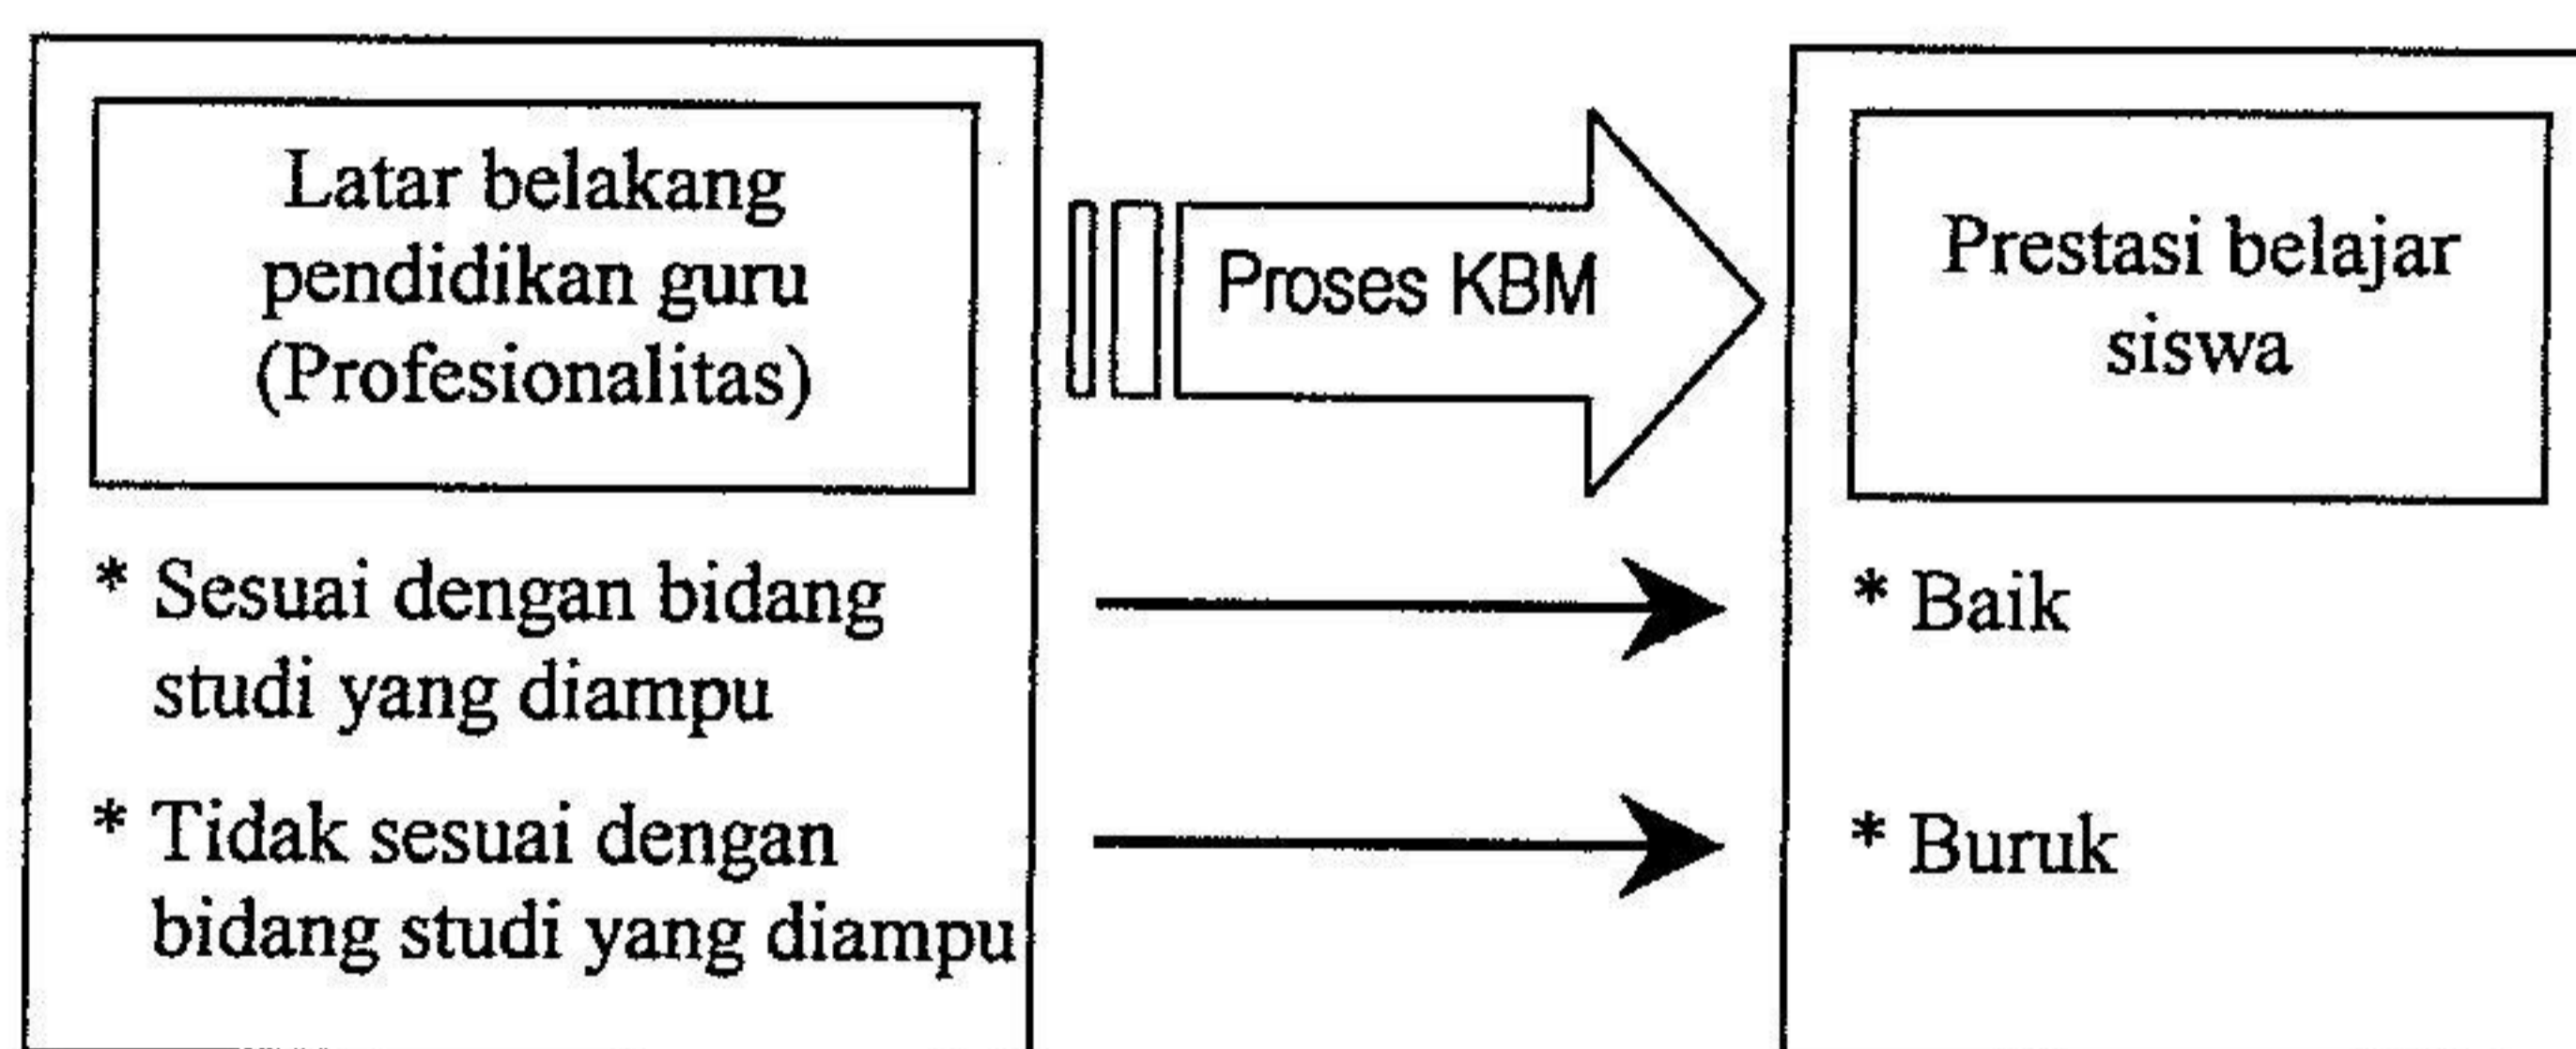 Latar belakang
pendidikan guru
(Profesionalitas)
Proses KBM
Prestasi belajar
siswa
* Sesuai dengan bidang
studi yang diampu
* Baik
* Tidak sesuai dengan
bidang studi yang diampu
* Buruk